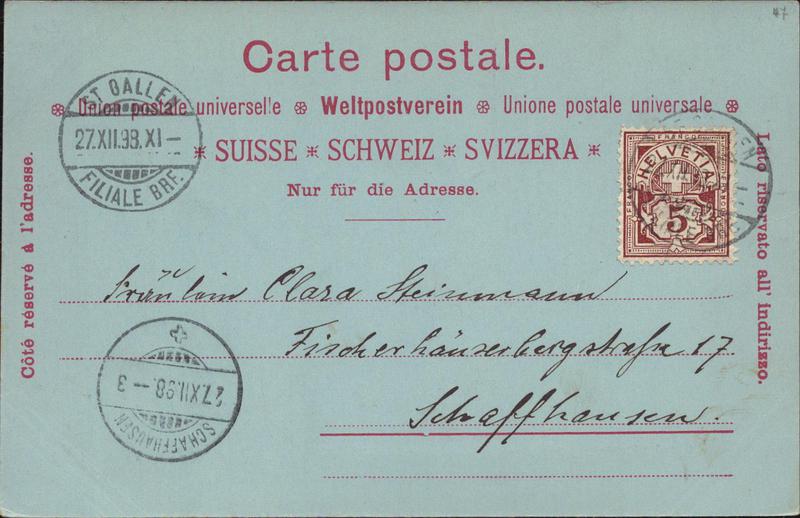 47
Carte postale.
ST GALLEN
27.XII.98.XI–
FILIALE BRF.
❊ Union postale universelle ❊ Weltpostverein ❊ Unione postale universale ❊
✶ SUISSE ✶ SCHWEIZ ✶ SVIZZERA ✶
Nur für die Adresse.
Côté réservé à l'adresse.
Lato riservato all' indirizzo.
FRANCO
HELVETIA
5
Fräulein Clara Steinmann
Fischerhäuserbergstraße 17
Schaffhausen.
27.XII.98–3
SCHAFFHAUSEN